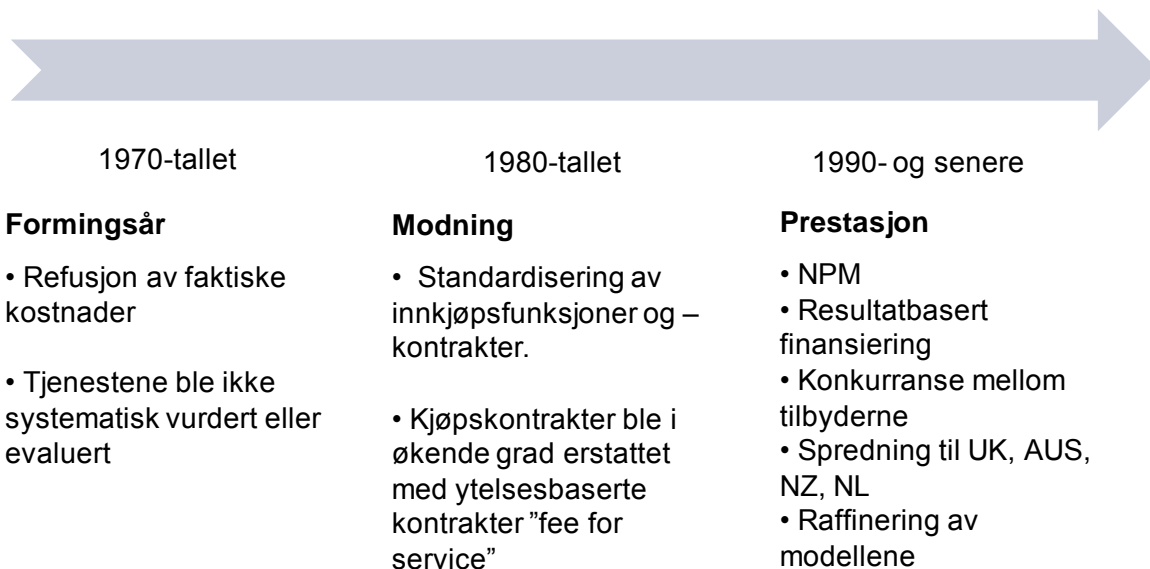 1970-tallet
Formingsår
• Refusjon av faktiske
kostnader
• Tjenestene ble ikke
systematisk vurdert eller
evaluert
1980-tallet
Modning
• Standardisering av
innkjøpsfunksjoner og –
kontrakter.
• Kjøpskontrakter ble i
økende grad erstattet
med ytelsesbaserte
kontrakter ”fee for
service”
1990- og senere
Prestasjon
• NPM
• Resultatbasert
finansiering
• Konkurranse mellom
tilbyderne
• Spredning til UK, AUS,
NZ, NL
• Raffinering av
modellene